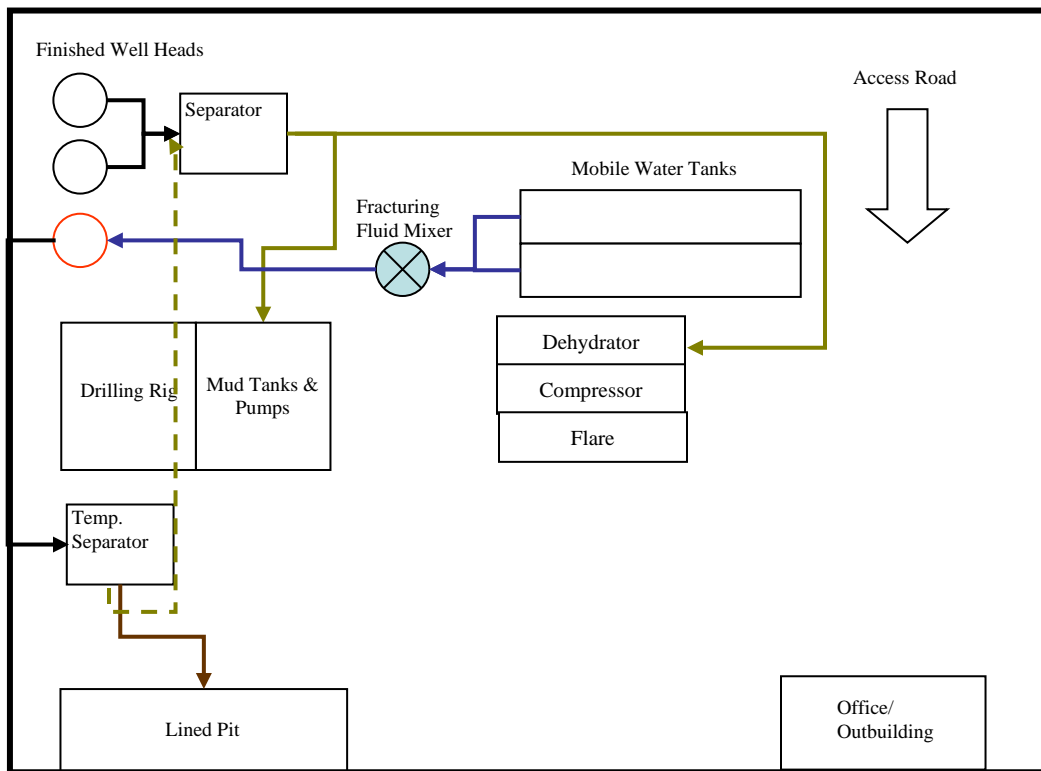 Finished Well Heads
Separator
Access Road
Mobile Water Tanks
Fracturing
Fluid Mixer
Drilling Rig
Mud Tanks &
Pumps
Dehydrator
Compressor
Flare
Temp.
Separator
Lined Pit
Office/
Outbuilding